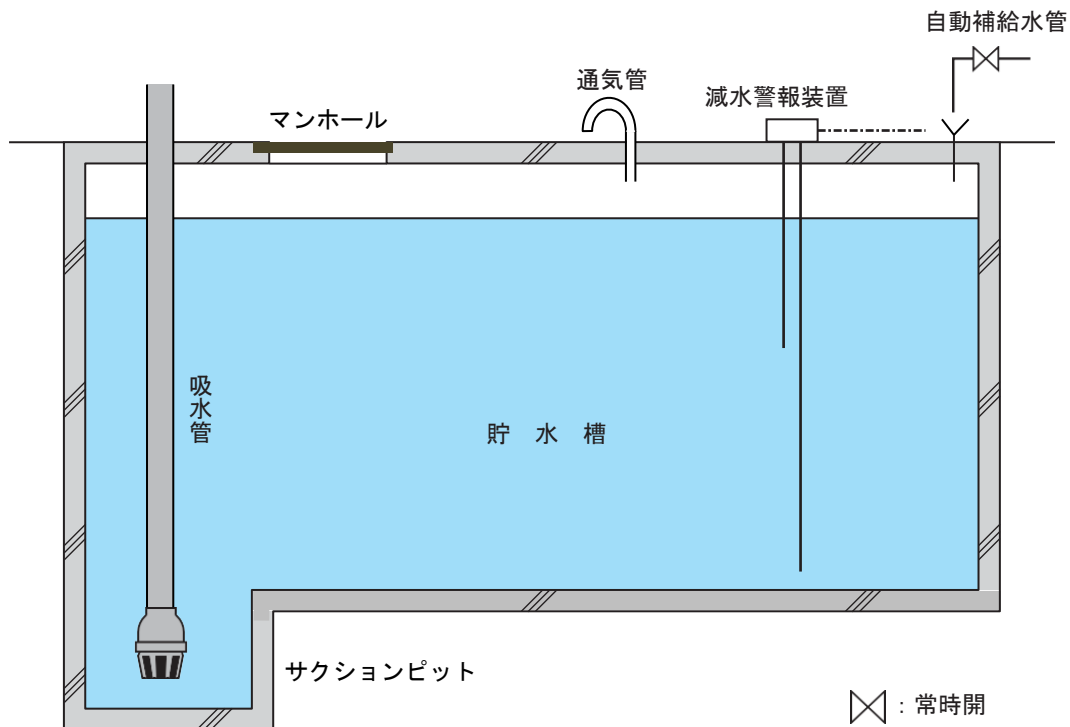 自動補給水管
通気管
減水警報装置
マンホール
吸水管
貯水槽
サクションピット
：常時開